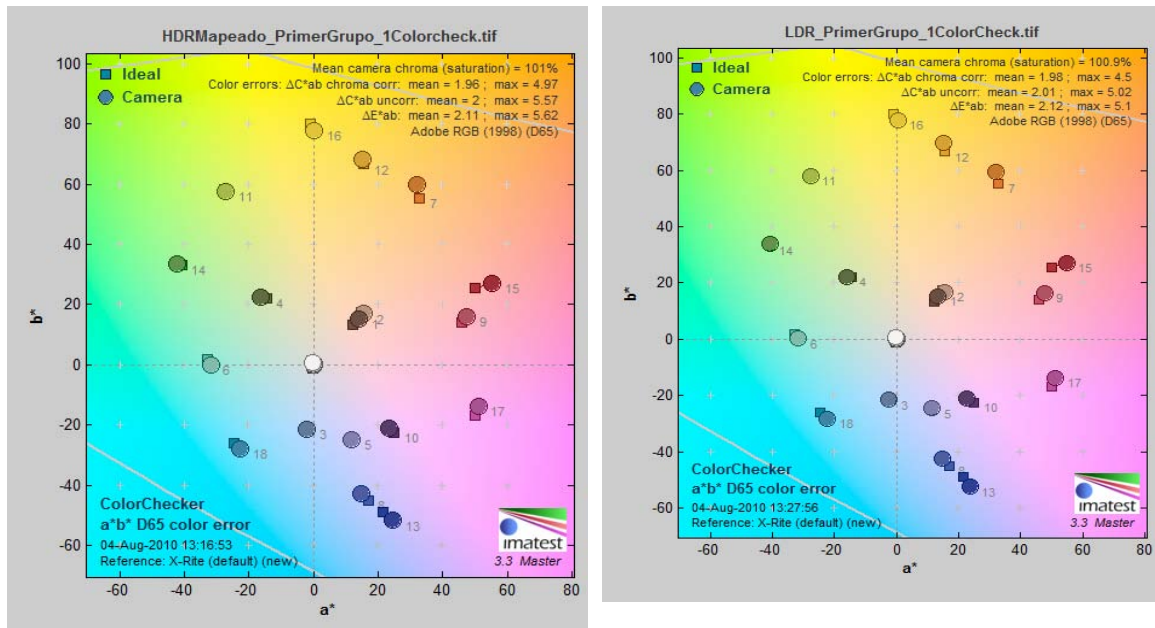 HDRMapeado_PrimerGrupo_1Colorcheck.tif
Ideal
Camera
Mean camera chroma (saturation) = 101%
Color errors: ΔC*ab chroma corr: mean = 1.96 ; max = 4.97
ΔC*ab uncorr: mean = 2 ; max = 5.57
ΔE*ab: mean = 2.11 ; max = 5.62
Adobe RGB (1998) (D65)
100
80
60
40
20
0
-20
-40
-60
b*
16
12
11
7
14
15
4
2
1
9
6
17
3
5
10
18
8
13
ColorChecker
a*b* D65 color error
04-Aug-2010 13:16:53
Reference: X-Rite (default) (new)
imatest
3.3 Master
-60
-40
-20
0
20
40
60
80
a*
LDR_PrimerGrupo_1ColorCheck.tif
Ideal
Camera
Mean camera chroma (saturation) = 100.9%
Color errors: ΔC*ab chroma corr: mean = 1.98 ; max = 4.5
ΔC*ab uncorr: mean = 2.01 ; max = 5.02
ΔE*ab: mean = 2.12 ; max = 5.1
Adobe RGB (1998) (D65)
100
80
60
40
20
0
-20
-40
-60
b*
16
12
11
7
14
15
4
2
1
9
6
17
3
5
10
18
8
13
ColorChecker
a*b* D65 color error
04-Aug-2010 13:27:56
Reference: X-Rite (default) (new)
imatest
3.3 Master
-60
-40
-20
0
20
40
60
80
a*